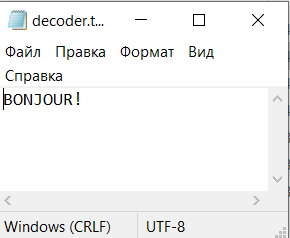 decoder.t...
Файл Правка Формат Вид
Справка
BONJOUR!
Windows (CRLF) UTF-8